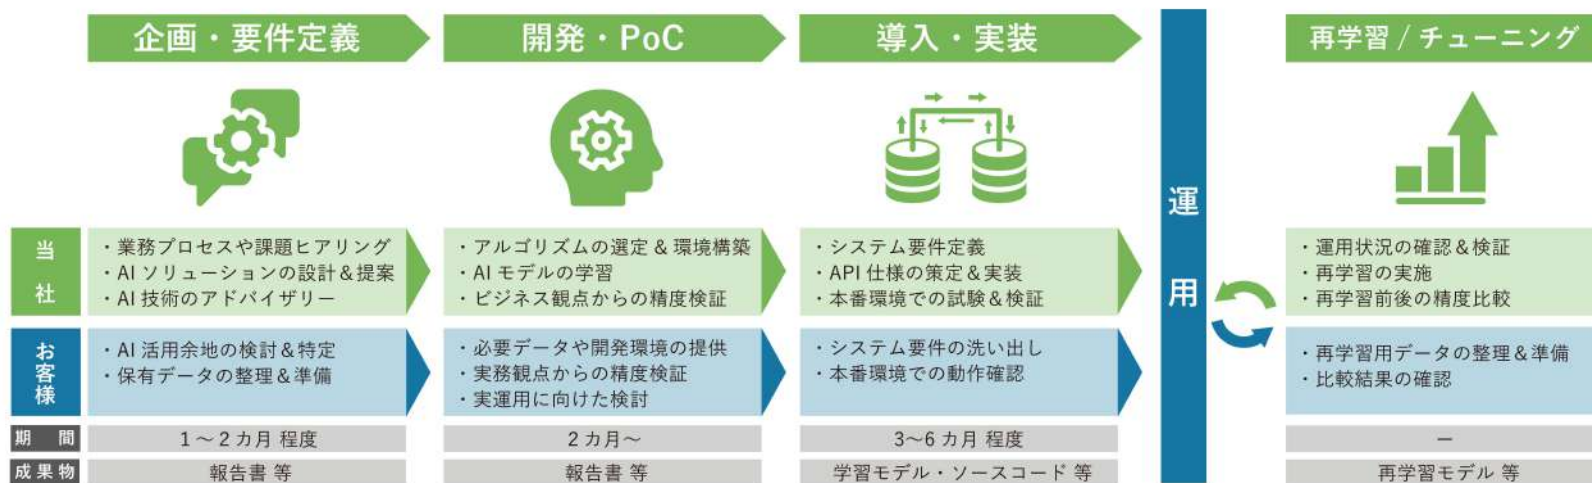 企画・要件定義
開発・PoC
導入・実装
再学習 / チューニング
運用
当社
・業務プロセスや課題ヒアリング
・AI ソリューションの設計&提案
・AI 技術のアドバイザリー
・アルゴリズムの選定 & 環境構築
・AI モデルの学習
・ビジネス観点からの精度検証
・システム要件定義
・API 仕様の策定&実装
・本番環境での試験&検証
・運用状況の確認&検証
・再学習の実施
・再学習前後の精度比較
お客様
・AI 活用余地の検討&特定
・保有データの整理&準備
・必要データや開発環境の提供
・実務観点からの精度検証
・実運用に向けた検討
・システム要件の洗い出し
・本番環境での動作確認
・再学習用データの整理&準備
・比較結果の確認
期間
1～2 カ月 程度
2 カ月～
3~6 カ月 程度
ー
成果物
報告書 等
報告書 等
学習モデル・ソースコード 等
再学習モデル 等